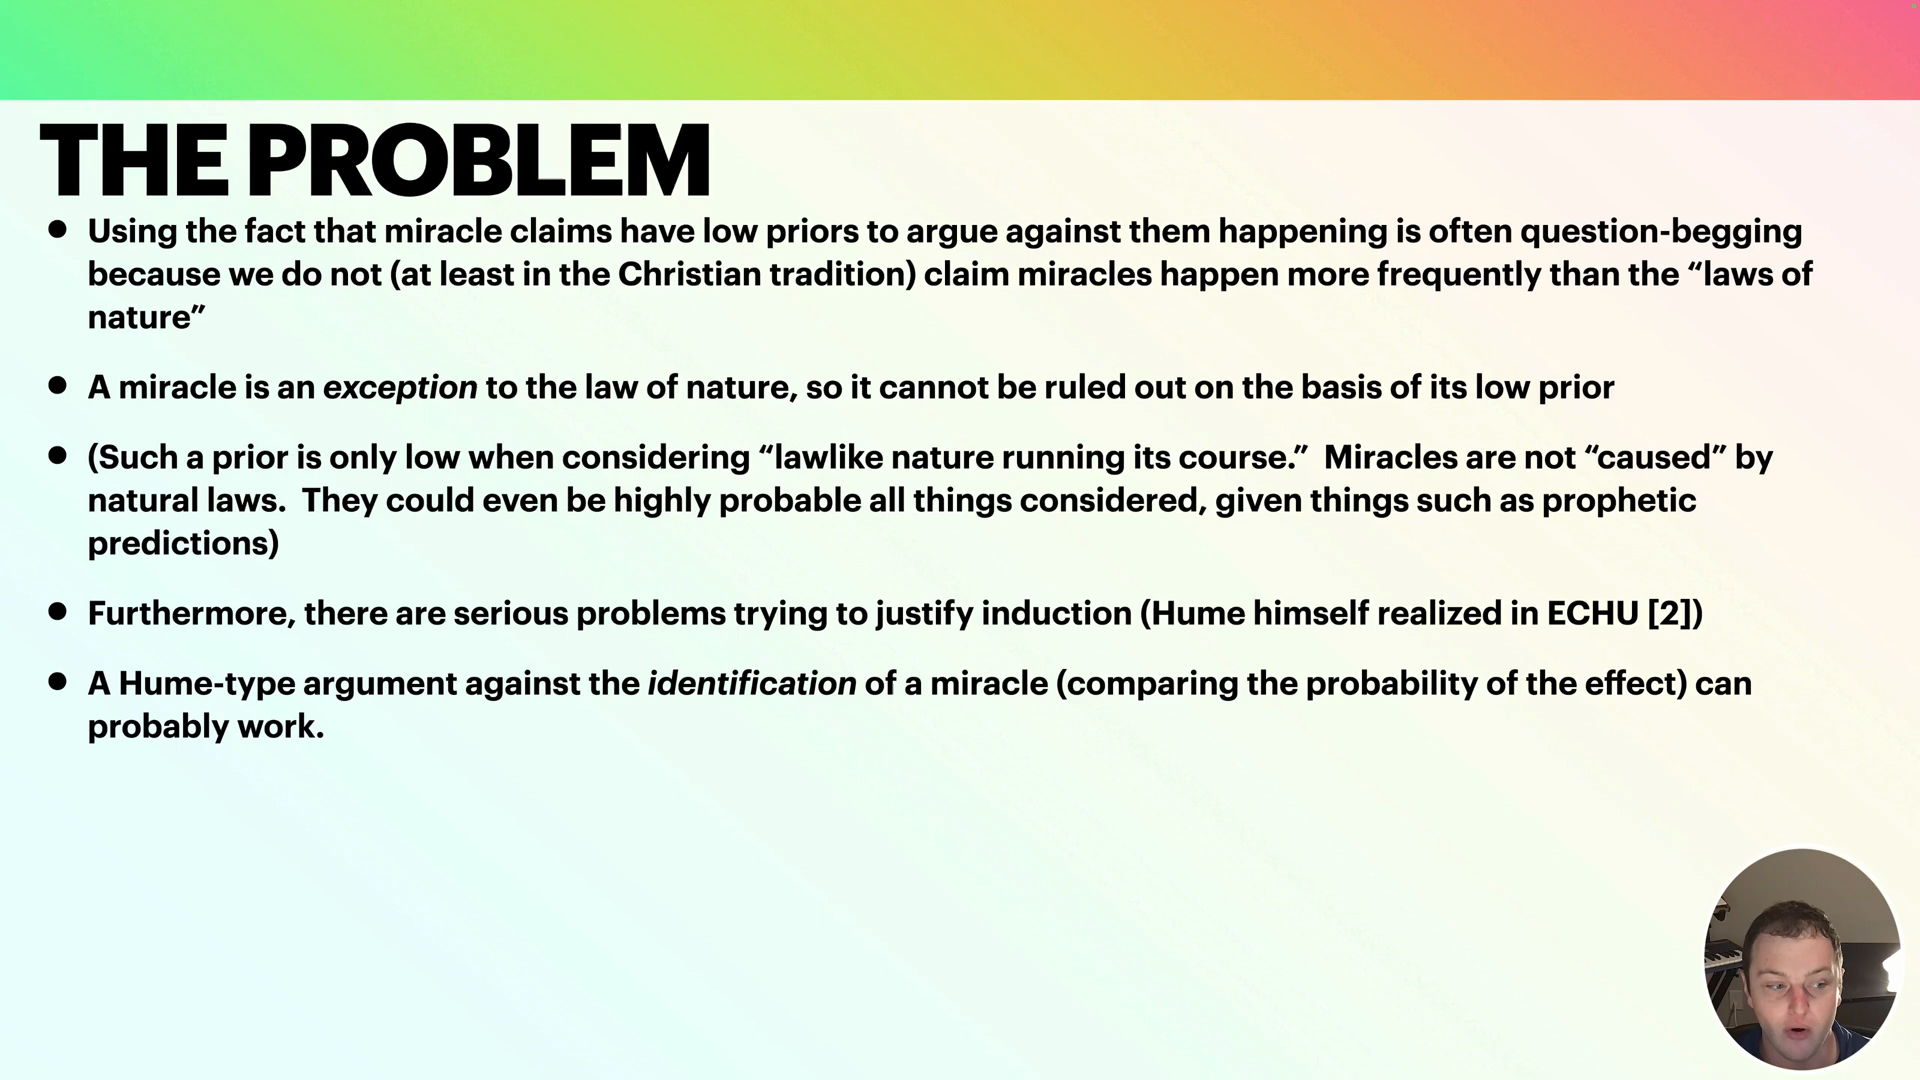 THE PROBLEM
• Using the fact that miracle claims have low priors to argue against them happening is often question-begging
because we do not (at least in the Christian tradition) claim miracles happen more frequently than the “laws of
nature”
• A miracle is an exception to the law of nature, so it cannot be ruled out on the basis of its low prior
• (Such a prior is only low when considering “lawlike nature running its course.”  Miracles are not “caused” by
natural laws.  They could even be highly probable all things considered, given things such as prophetic
predictions)
• Furthermore, there are serious problems trying to justify induction (Hume himself realized in ECHU [2])
• A Hume-type argument against the identification of a miracle (comparing the probability of the effect) can
probably work.